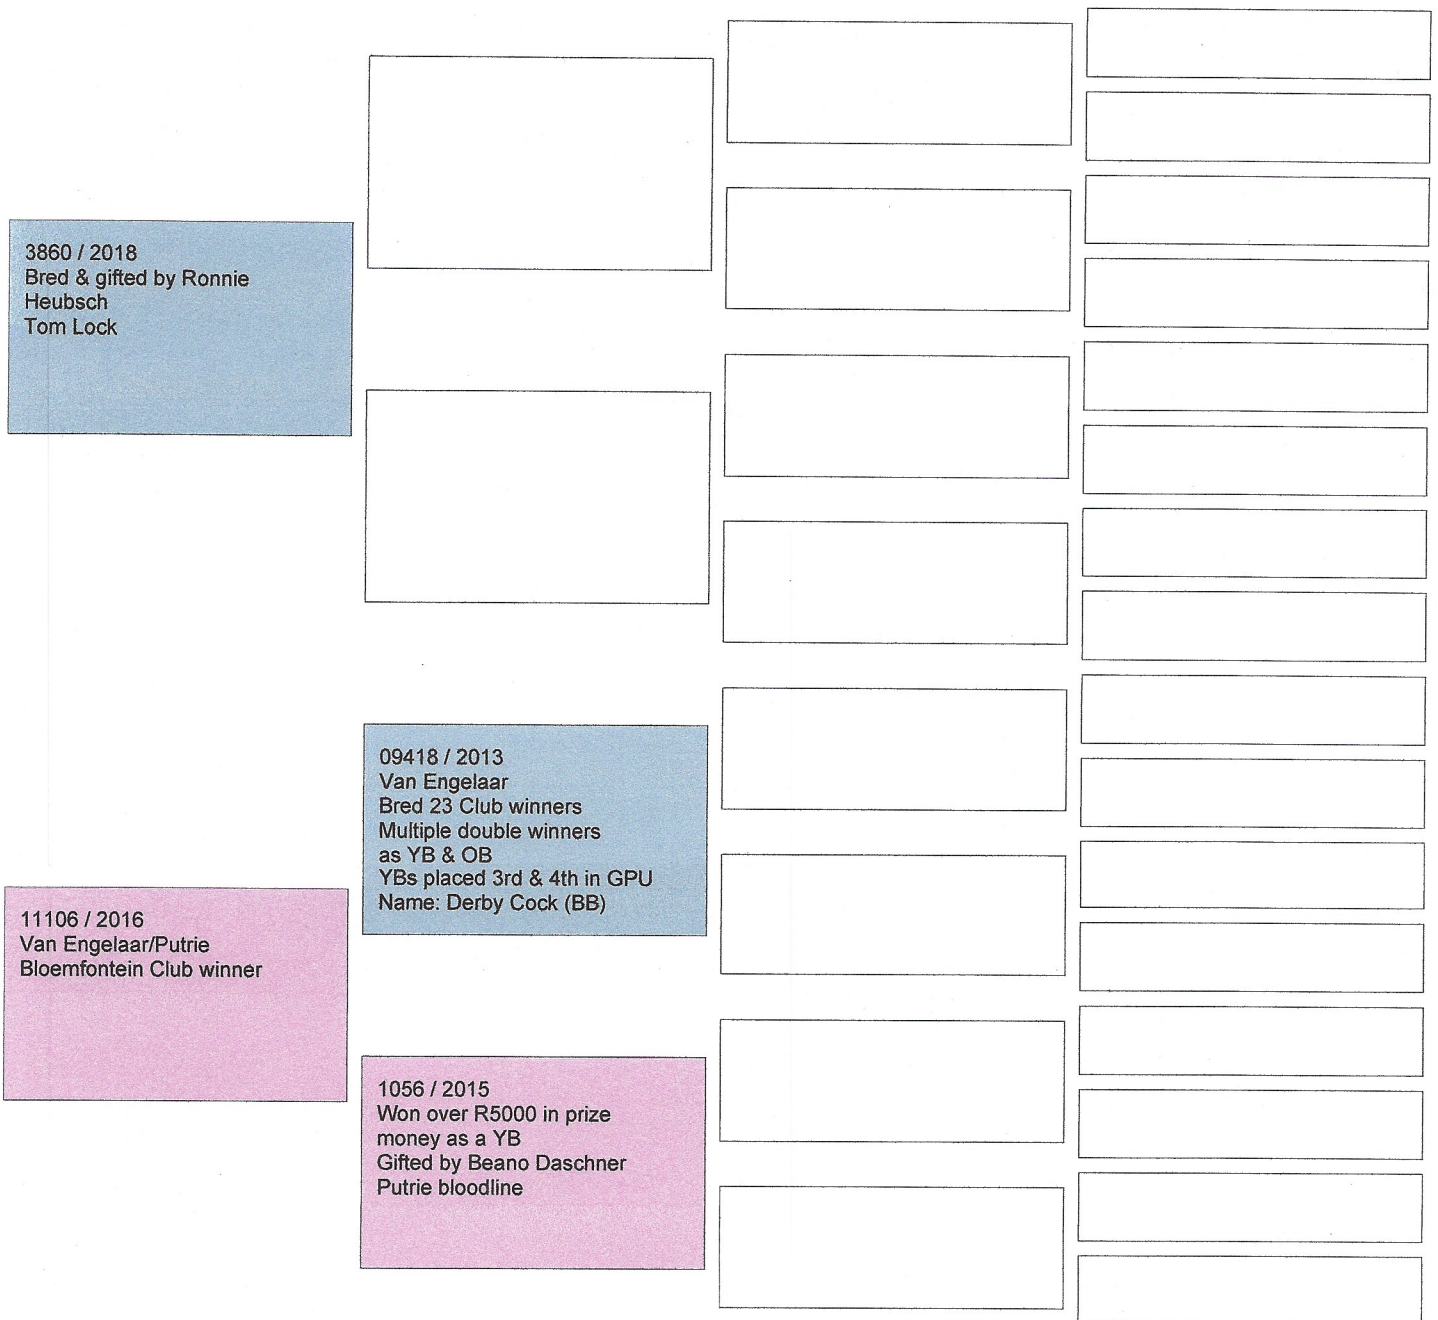 3860 / 2018
Bred & gifted by Ronnie
Heubsch
Tom Lock
11106 / 2016
Van Engelaar/Putrie
Bloemfontein Club winner
09418 / 2013
Van Engelaar
Bred 23 Club winners
Multiple double winners
as YB & OB
YBs placed 3rd & 4th in GPU
Name: Derby Cock (BB)
1056 / 2015
Won over R5000 in prize
money as a YB
Gifted by Beano Daschner
Putrie bloodline